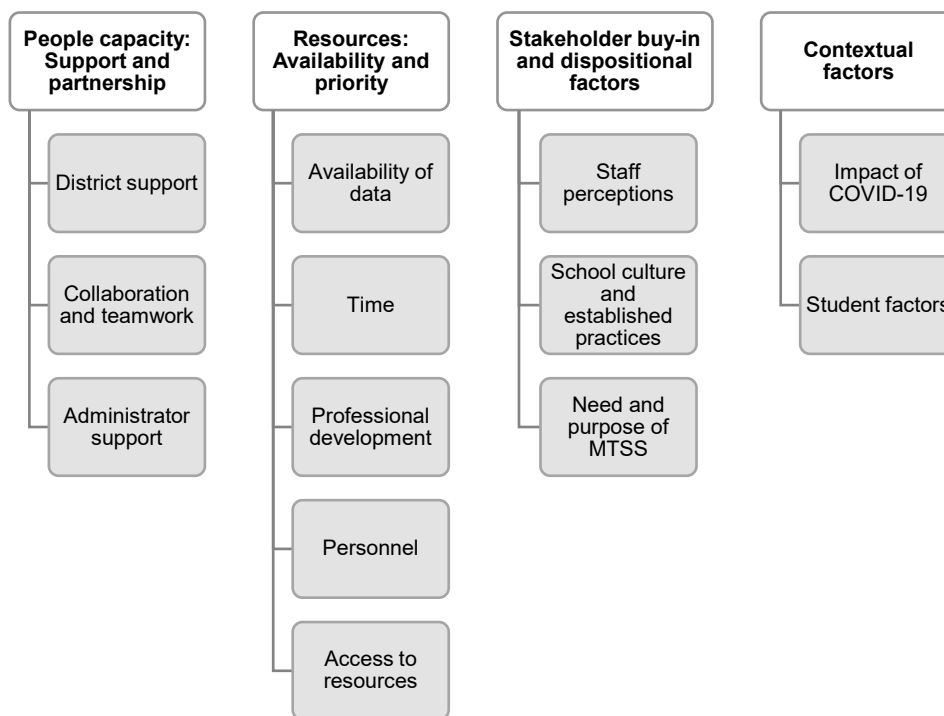 People capacity:
Support and
partnership
District support
Collaboration
and teamwork
Administrator
support
Resources:
Availability and
priority
Availability of
data
Time
Professional
development
Personnel
Access to
resources
Stakeholder buy-in
and dispositional
factors
Staff
perceptions
School culture
and
established
practices
Need and
purpose of
MTSS
Contextual
factors
Impact of
COVID-19
Student factors